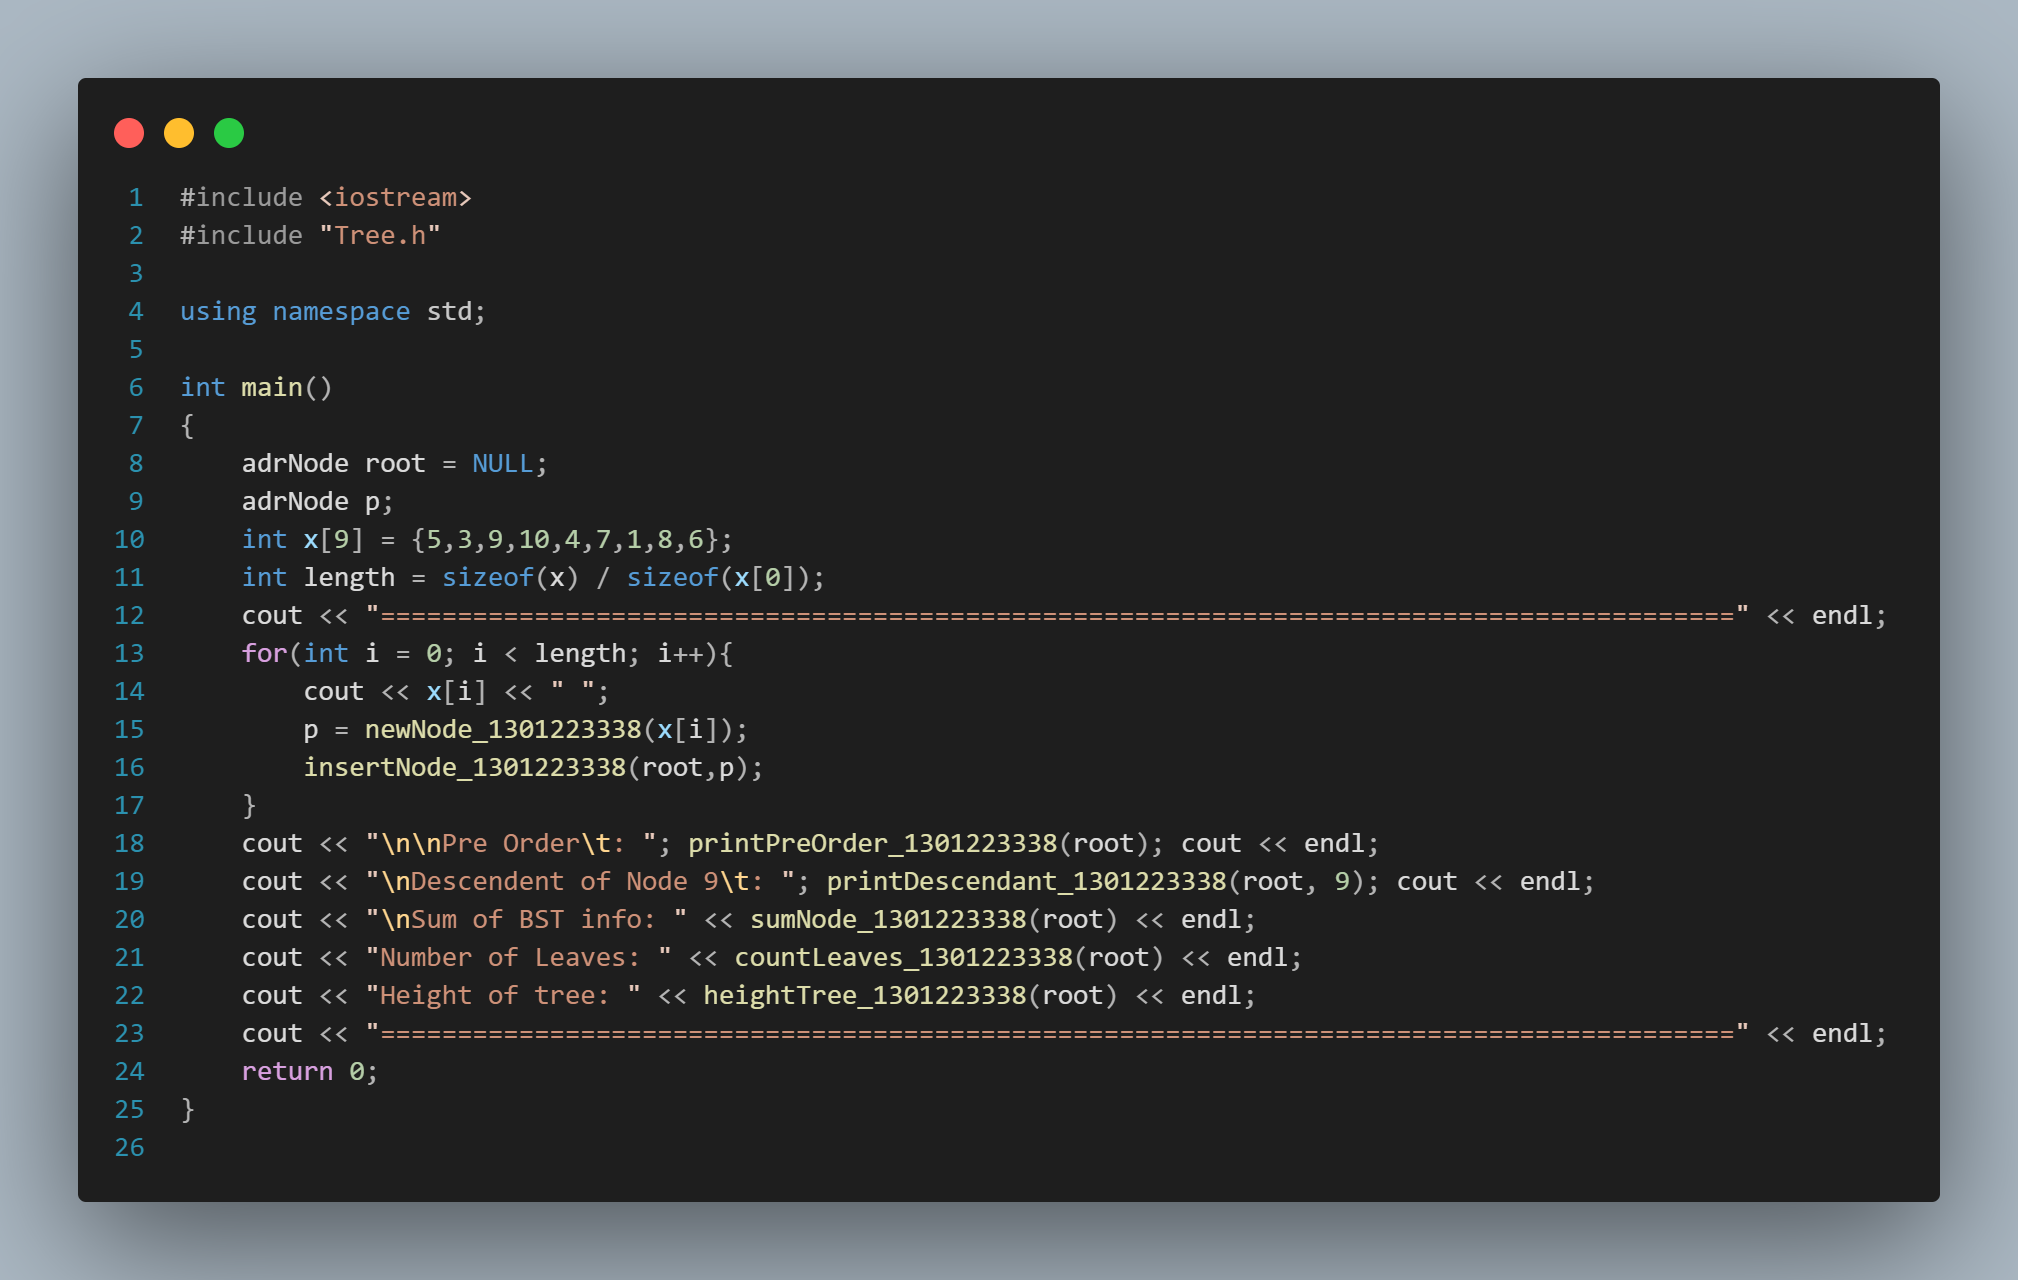 1 #include <iostream>
2 #include "Tree.h"
3
4 using namespace std;
5
6 int main()
7 {
8     adrNode root = NULL;
9     adrNode p;
10     int x[9] = {5,3,9,10,4,7,1,8,6};
11     int length = sizeof(x) / sizeof(x[0]);
12     cout << "========================================================================================" << endl;
13     for(int i = 0; i < length; i++){
14         cout << x[i] << " ";
15         p = newNode_1301223338(x[i]);
16         insertNode_1301223338(root,p);
17     }
18     cout << "\n\nPre Order\t: "; printPreOrder_1301223338(root); cout << endl;
19     cout << "\nDescendent of Node 9\t: "; printDescendant_1301223338(root, 9); cout << endl;
20     cout << "\nSum of BST info: " << sumNode_1301223338(root) << endl;
21     cout << "Number of Leaves: " << countLeaves_1301223338(root) << endl;
22     cout << "Height of tree: " << heightTree_1301223338(root) << endl;
23     cout << "========================================================================================" << endl;
24     return 0;
25 }
26